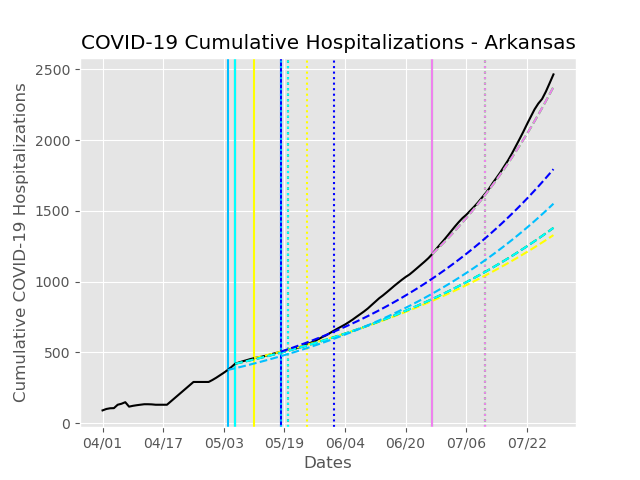 COVID-19 Cumulative Hospitalizations - Arkansas
Cumulative COVID-19 Hospitalizations
2500
2000
1500
1000
500
0
04/01 04/17 05/03 05/19 06/04 06/20 07/06 07/22
Dates